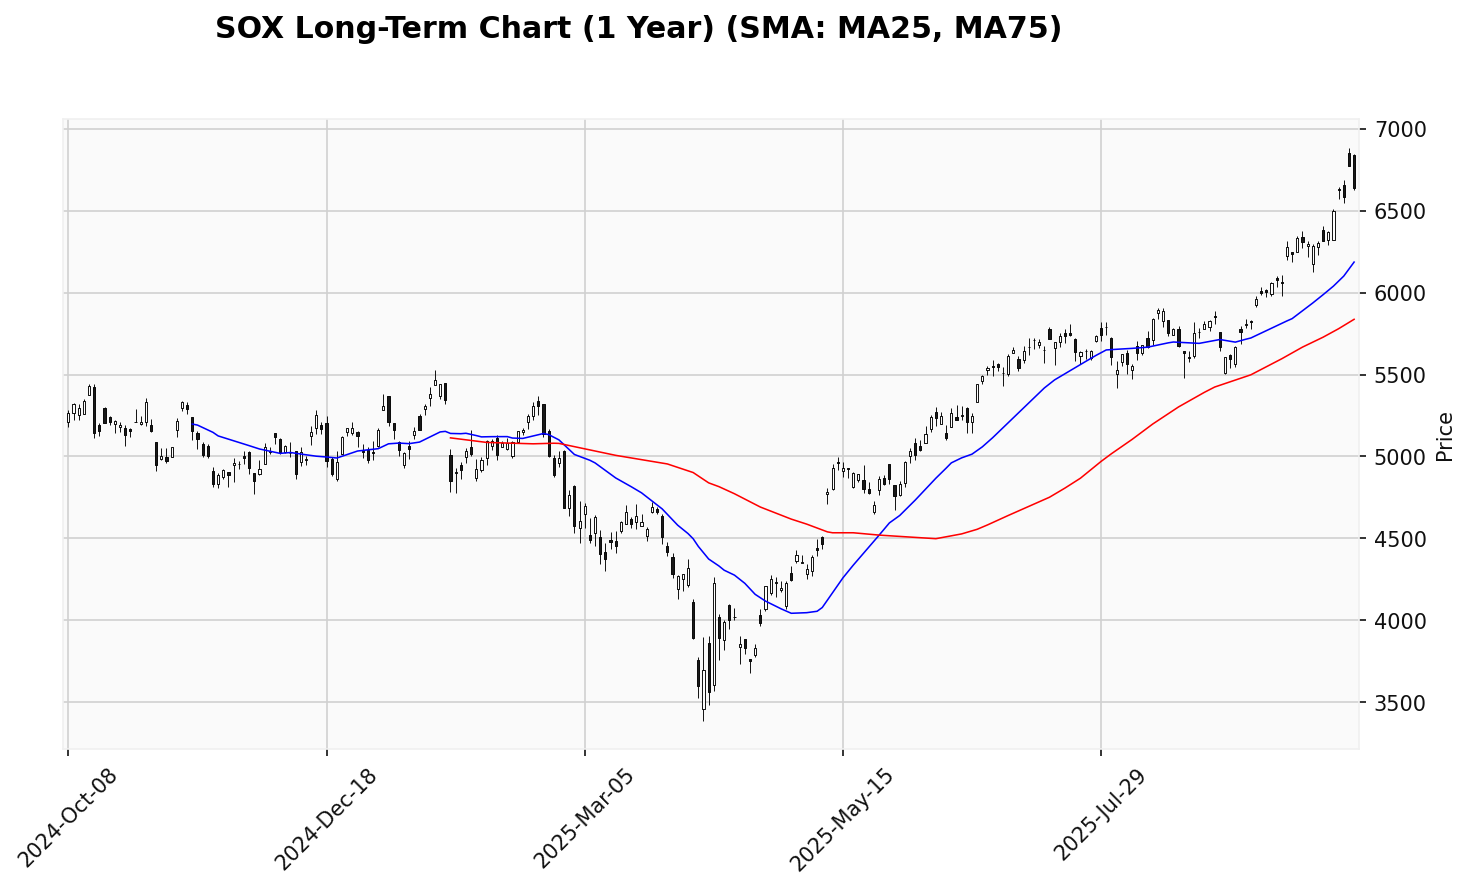 SOX Long-Term Chart (1 Year) (SMA: MA25, MA75)
7000
6500
6000
5500
5000
4500
4000
3500
Price
2024-Oct-08
2024-Dec-18
2025-Mar-05
2025-May-15
2025-Jul-29